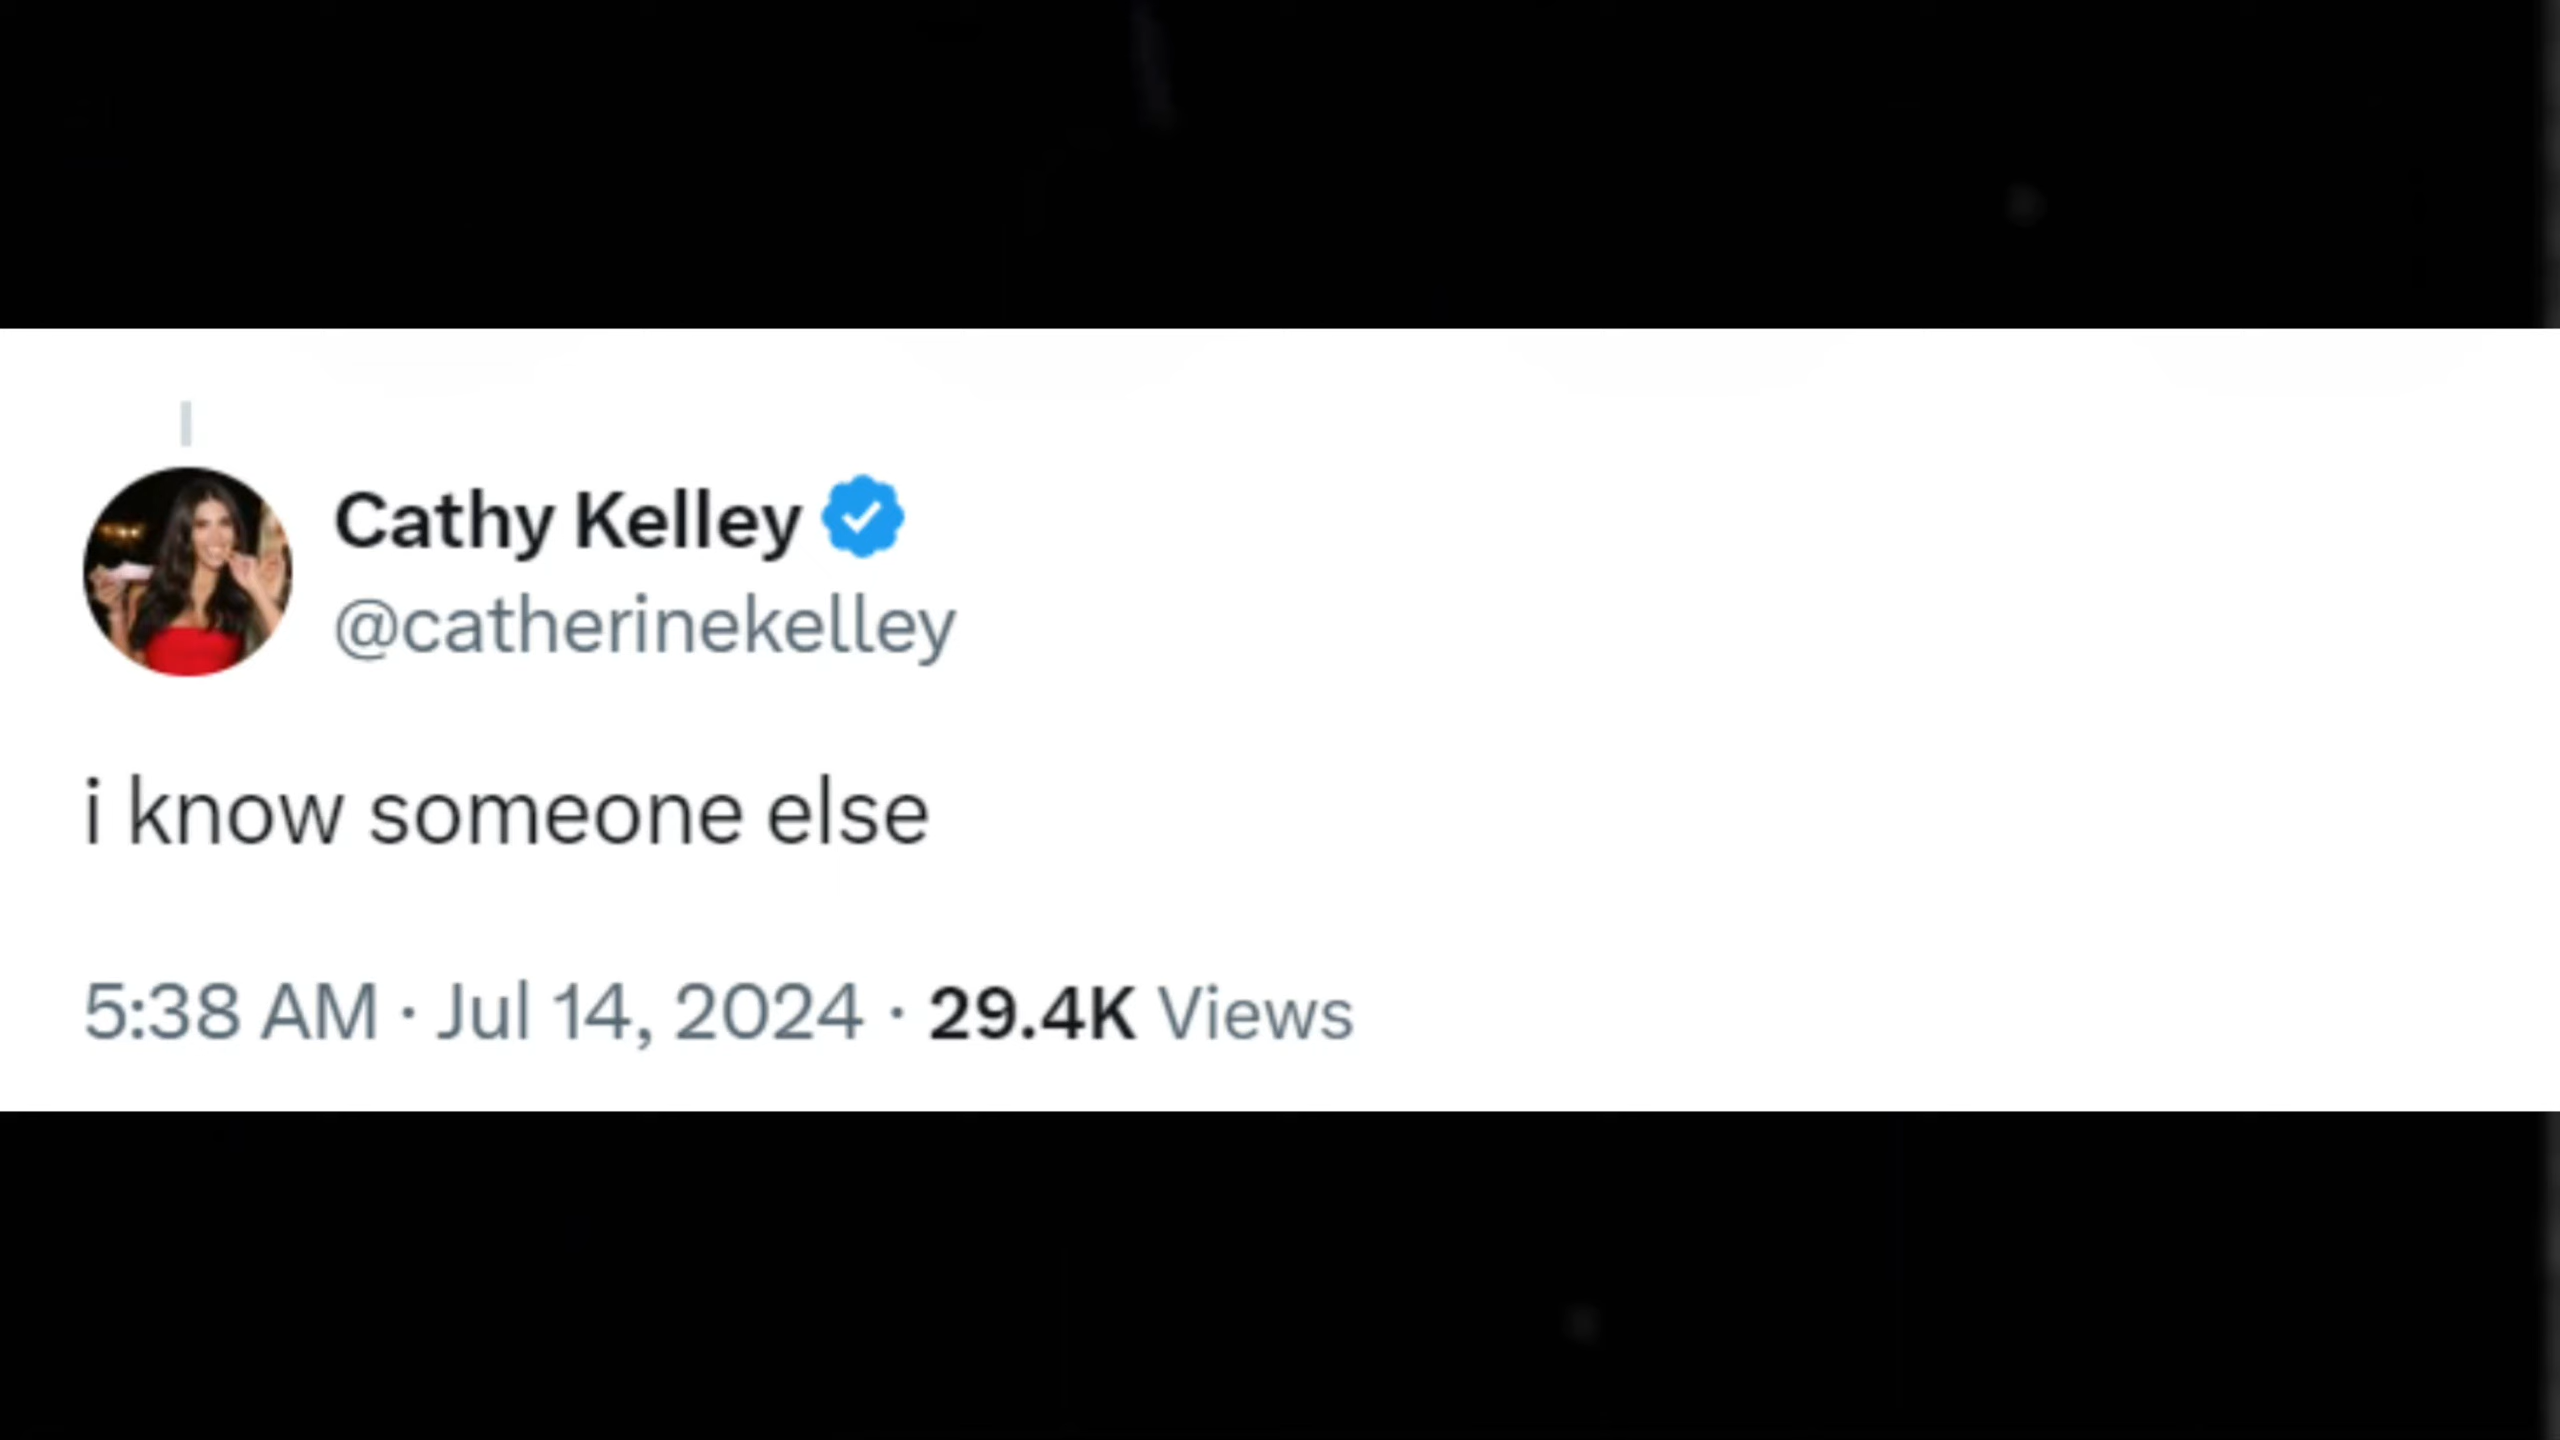 Cathy Kelley
@catherinekelley
i know someone else
5:38 AM · Jul 14, 2024 · 29.4K Views